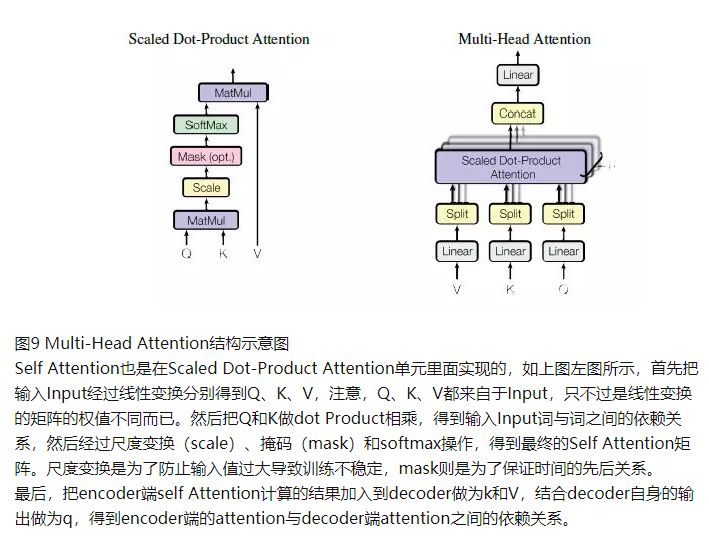 Scaled Dot-Product Attention
Multi-Head Attention
MatMul
SoftMax
Mask (opt.)
Scale
MatMul
Q K V
Linear
Concat
Scaled Dot-Product
Attention
Split Split Split
Linear Linear Linear
V K Q
图9 Multi-Head Attention结构示意图
Self Attention也是在Scaled Dot-Product Attention单元里面实现的，如上图左图所示，首先把
输入Input经过线性变换分别得到Q、K、V，注意，Q、K、V都来自于Input，只不过是线性变换
的矩阵的权值不同而已。然后把Q和K做dot Product相乘，得到输入Input词与词之间的依赖关
系，然后经过尺度变换（scale）、掩码（mask）和softmax操作，得到最终的Self Attention矩
阵。尺度变换是为了防止输入值过大导致训练不稳定，mask则是为了保证时间的先后关系。
最后，把encoder端self Attention计算的结果加入到decoder做为k和V，结合decoder自身的输
出做为q，得到encoder端的attention与decoder端attention之间的依赖关系。